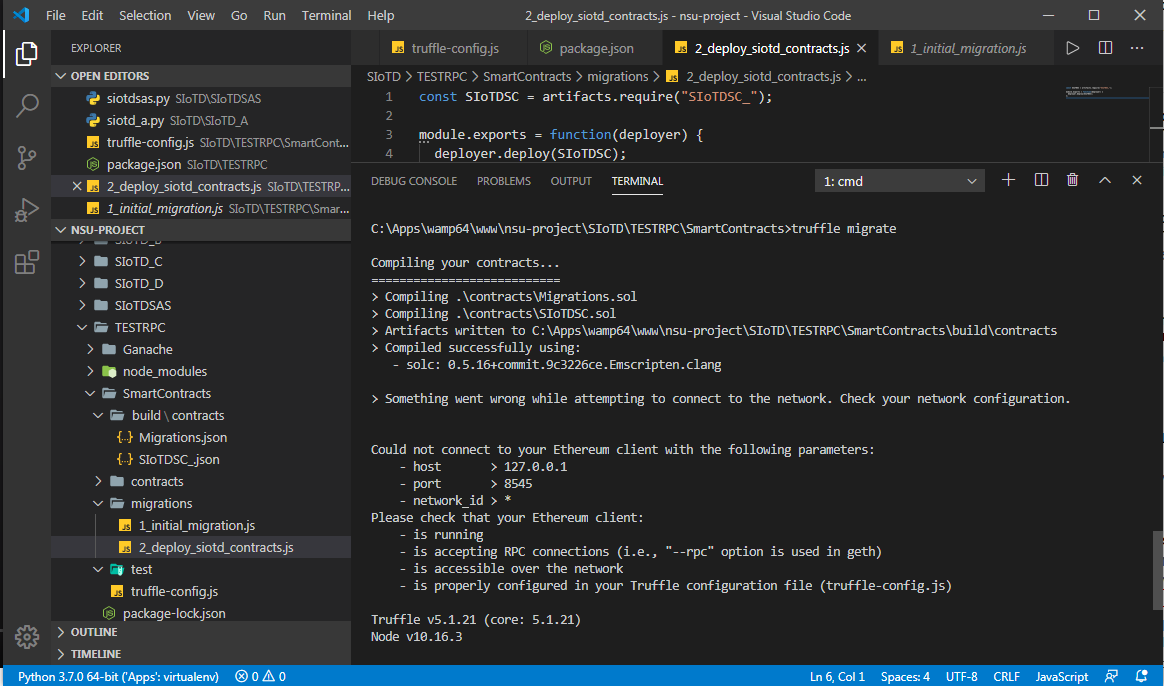 File Edit Selection View Go Run Terminal Help 2_deploy_siotd_contracts.js - nsu-project - Visual Studio Code
EXPLORER
OPEN EDITORS
siotdsas.py SIoTD\SIoTDSAS
siotd_a.py SIoTD\SIoTD_A
truffle-config.js SIoTD\TESTRPC\SmartCont...
package.json SIoTD\TESTRPC
2_deploy_siotd_contracts.js SIoTD\TESTRP...
1_initial_migration.js SIoTD\TESTRPC\Smar...
NSU-PROJECT
SIoTD_B
SIoTD_C
SIoTD_D
SIoTDSAS
TESTRPC
Ganache
node_modules
SmartContracts
build \ contracts
Migrations.json
SIoTDSC_.json
contracts
migrations
1_initial_migration.js
2_deploy_siotd_contracts.js
test
truffle-config.js
package-lock.json
OUTLINE
TIMELINE
truffle-config.js package.json 2_deploy_siotd_contracts.js 1_initial_migration.js
SIoTD > TESTRPC > SmartContracts > migrations > 2_deploy_siotd_contracts.js > ...
1 const SIoTDSC = artifacts.require("SIoTDSC_");
2
3 module.exports = function(deployer) {
4 deployer.deploy(SIoTDSC);
DEBUG CONSOLE PROBLEMS OUTPUT TERMINAL 1: cmd
C:\Apps\wamp64\www\nsu-project\SIoTD\TESTRPC\SmartContracts>truffle migrate
Compiling your contracts...
===========================
> Compiling .\contracts\Migrations.sol
> Compiling .\contracts\SIoTDSC.sol
> Artifacts written to C:\Apps\wamp64\www\nsu-project\SIoTD\TESTRPC\SmartContracts\build\contracts
> Compiled successfully using:
- solc: 0.5.16+commit.9c3226ce.Emscripten.clang
> Something went wrong while attempting to connect to the network. Check your network configuration.
Could not connect to your Ethereum client with the following parameters:
- host > 127.0.0.1
- port > 8545
- network_id > *
Please check that your Ethereum client:
- is running
- is accepting RPC connections (i.e., "--rpc" option is used in geth)
- is accessible over the network
- is properly configured in your Truffle configuration file (truffle-config.js)
Truffle v5.1.21 (core: 5.1.21)
Node v10.16.3
Python 3.7.0 64-bit ('Apps': virtualenv) 0 0 Ln 6, Col 1 Spaces: 4 UTF-8 CRLF JavaScript